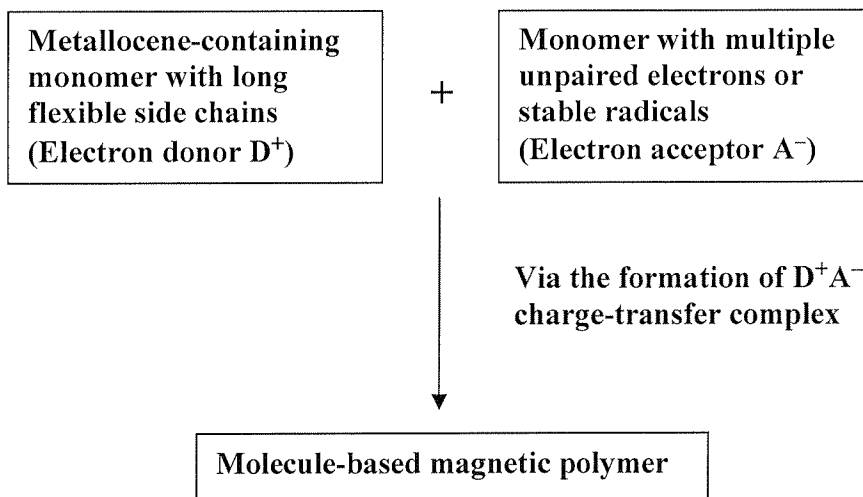 Metallocene-containing
monomer with long
flexible side chains
(Electron donor D⁺)
+
Monomer with multiple
unpaired electrons or
stable radicals
(Electron acceptor A⁻)
Via the formation of D⁺A⁻
charge-transfer complex
Molecule-based magnetic polymer